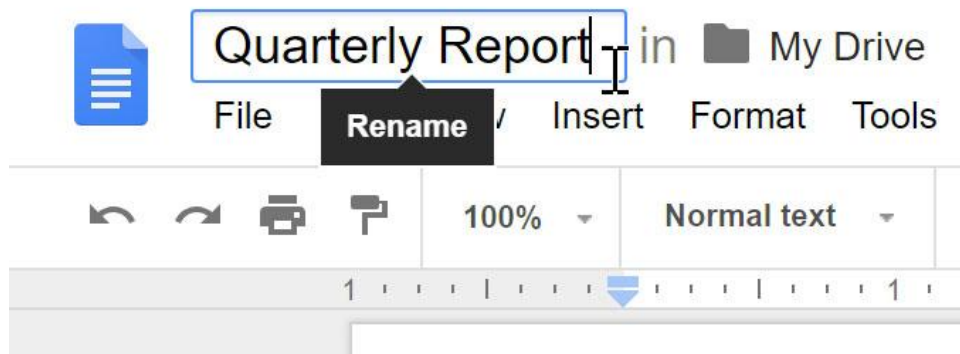 Quarterly Report in My Drive
File Rename Insert Format Tools
100% Normal text
1 1